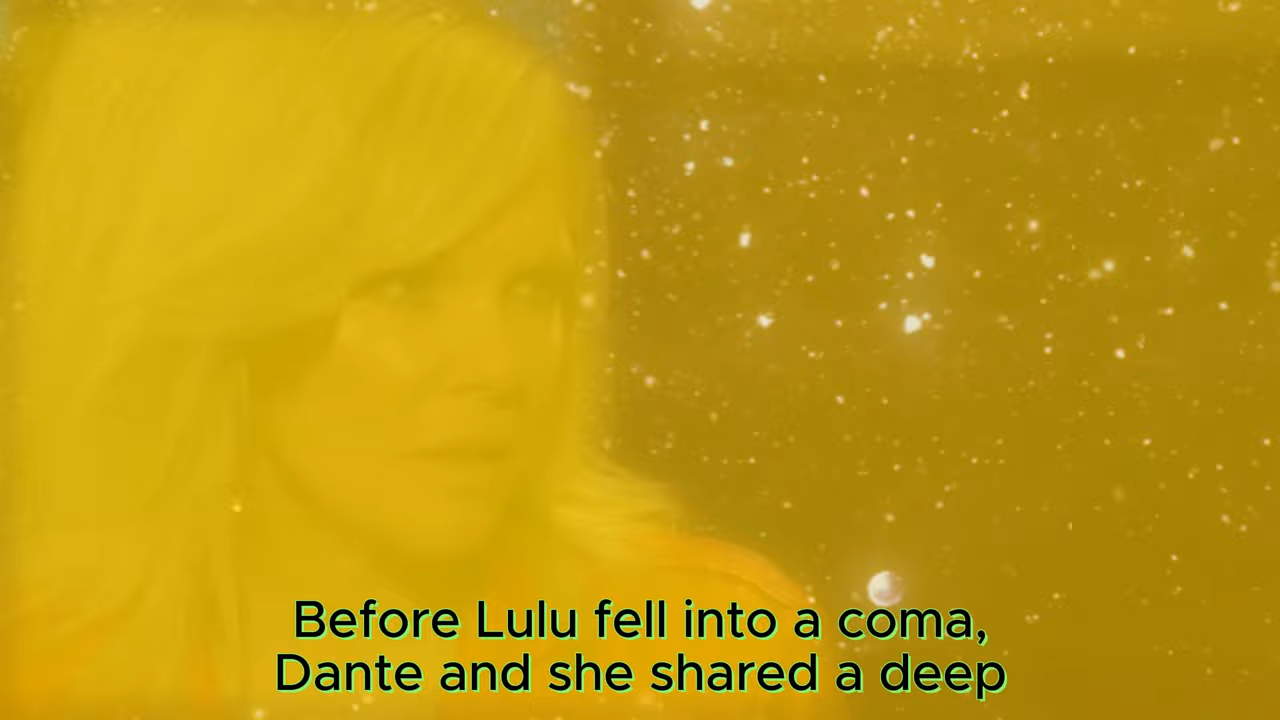 Before Lulu fell into a coma,
Dante and she shared a deep